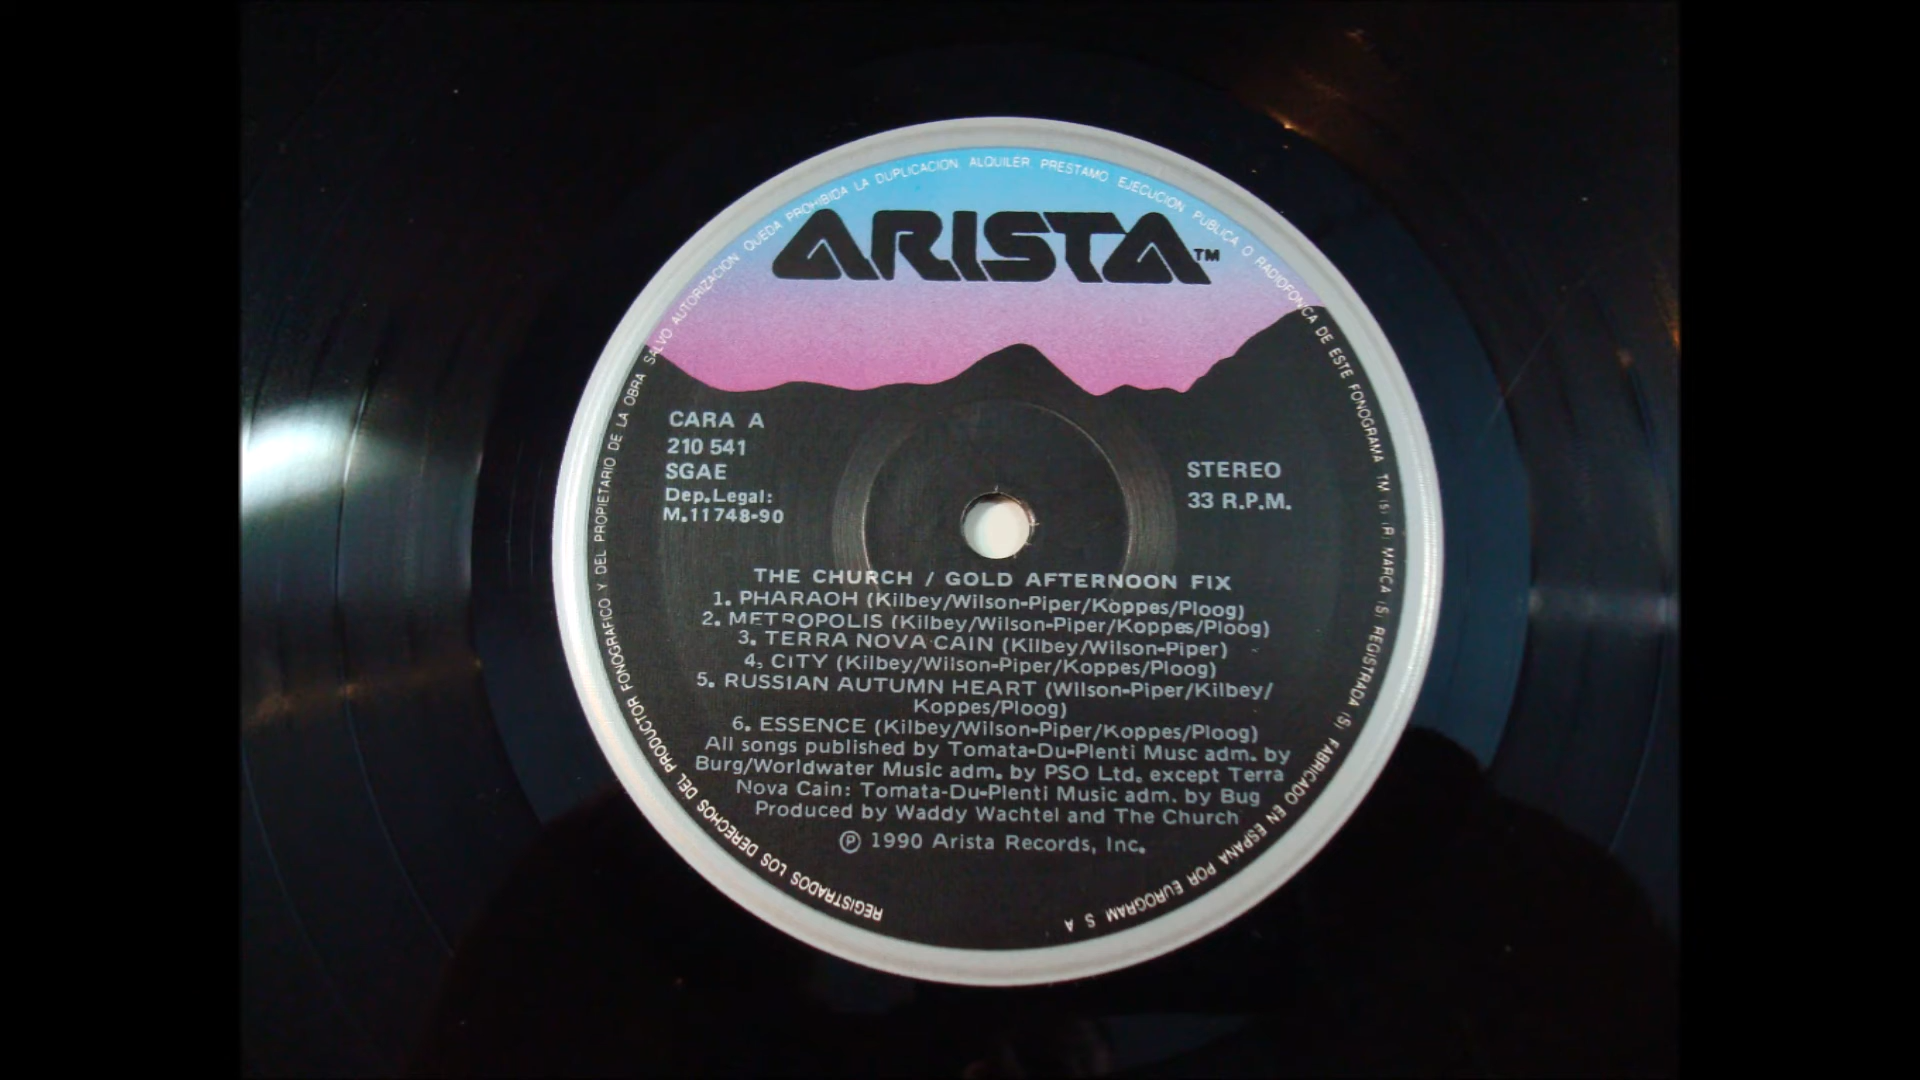 SALVO AUTORIZACION QUEDA PROHIBIDA LA DUPLICACION ALQUILER PRESTAMO EJECUCION PUBLICA O RADIOFONICA DE ESTE FONOGRAMA TM (S) (R) MARCA (S) REGISTRADA (S) FABRICADO EN ESPAÑA POR EUROGRAM S A
REGISTRADOS LOS DERECHOS DEL PRODUCTOR FONOGRAFICO Y DEL PROPIETARIO DE LA OBRA
ARISTA™
CARA A
210 541
SGAE
Dep.Legal:
M.11748-90
STEREO
33 R.P.M.
THE CHURCH / GOLD AFTERNOON FIX
1. PHARAOH (Kilbey/Wilson-Piper/Koppes/Ploog)
2. METROPOLIS (Kilbey/Wilson-Piper/Koppes/Ploog)
3. TERRA NOVA CAIN (Kilbey/Wilson-Piper)
4. CITY (Kilbey/Wilson-Piper/Koppes/Ploog)
5. RUSSIAN AUTUMN HEART (Wilson-Piper/Kilbey/
Koppes/Ploog)
6. ESSENCE (Kilbey/Wilson-Piper/Koppes/Ploog)
All songs published by Tomata-Du-Plenti Musc adm. by
Burg/Worldwater Music adm. by PSO Ltd. except Terra
Nova Cain: Tomata-Du-Plenti Music adm. by Bug
Produced by Waddy Wachtel and The Church
℗ 1990 Arista Records, Inc.